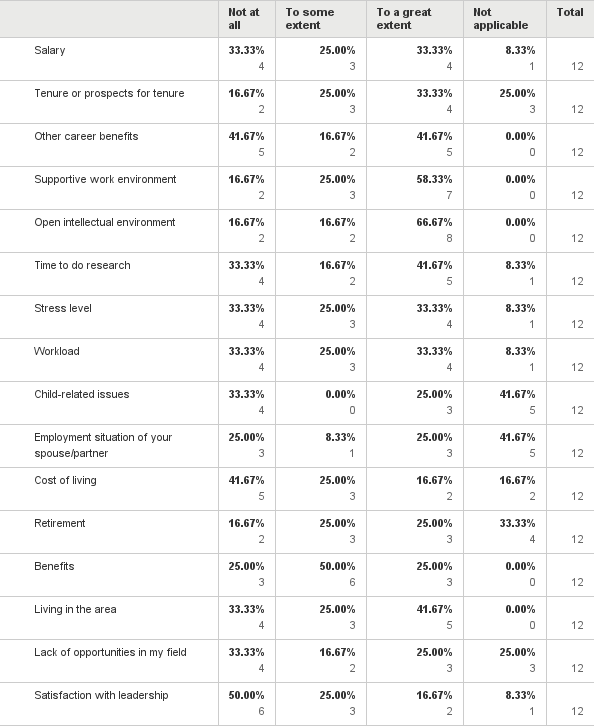 Not at all To some extent To a great extent Not applicable Total
Salary 33.33% 25.00% 33.33% 8.33%
4 3 4 1 12
Tenure or prospects for tenure 16.67% 25.00% 33.33% 25.00%
2 3 4 3 12
Other career benefits 41.67% 16.67% 41.67% 0.00%
5 2 5 0 12
Supportive work environment 16.67% 25.00% 58.33% 0.00%
2 3 7 0 12
Open intellectual environment 16.67% 16.67% 66.67% 0.00%
2 2 8 0 12
Time to do research 33.33% 16.67% 41.67% 8.33%
4 2 5 1 12
Stress level 33.33% 25.00% 33.33% 8.33%
4 3 4 1 12
Workload 33.33% 25.00% 33.33% 8.33%
4 3 4 1 12
Child-related issues 33.33% 0.00% 25.00% 41.67%
4 0 3 5 12
Employment situation of your 25.00% 8.33% 25.00% 41.67%
spouse/partner 3 1 3 5 12
Cost of living 41.67% 25.00% 16.67% 16.67%
5 3 2 2 12
Retirement 16.67% 25.00% 25.00% 33.33%
2 3 3 4 12
Benefits 25.00% 50.00% 25.00% 0.00%
3 6 3 0 12
Living in the area 33.33% 25.00% 41.67% 0.00%
4 3 5 0 12
Lack of opportunities in my field 33.33% 16.67% 25.00% 25.00%
4 2 3 3 12
Satisfaction with leadership 50.00% 25.00% 16.67% 8.33%
6 3 2 1 12